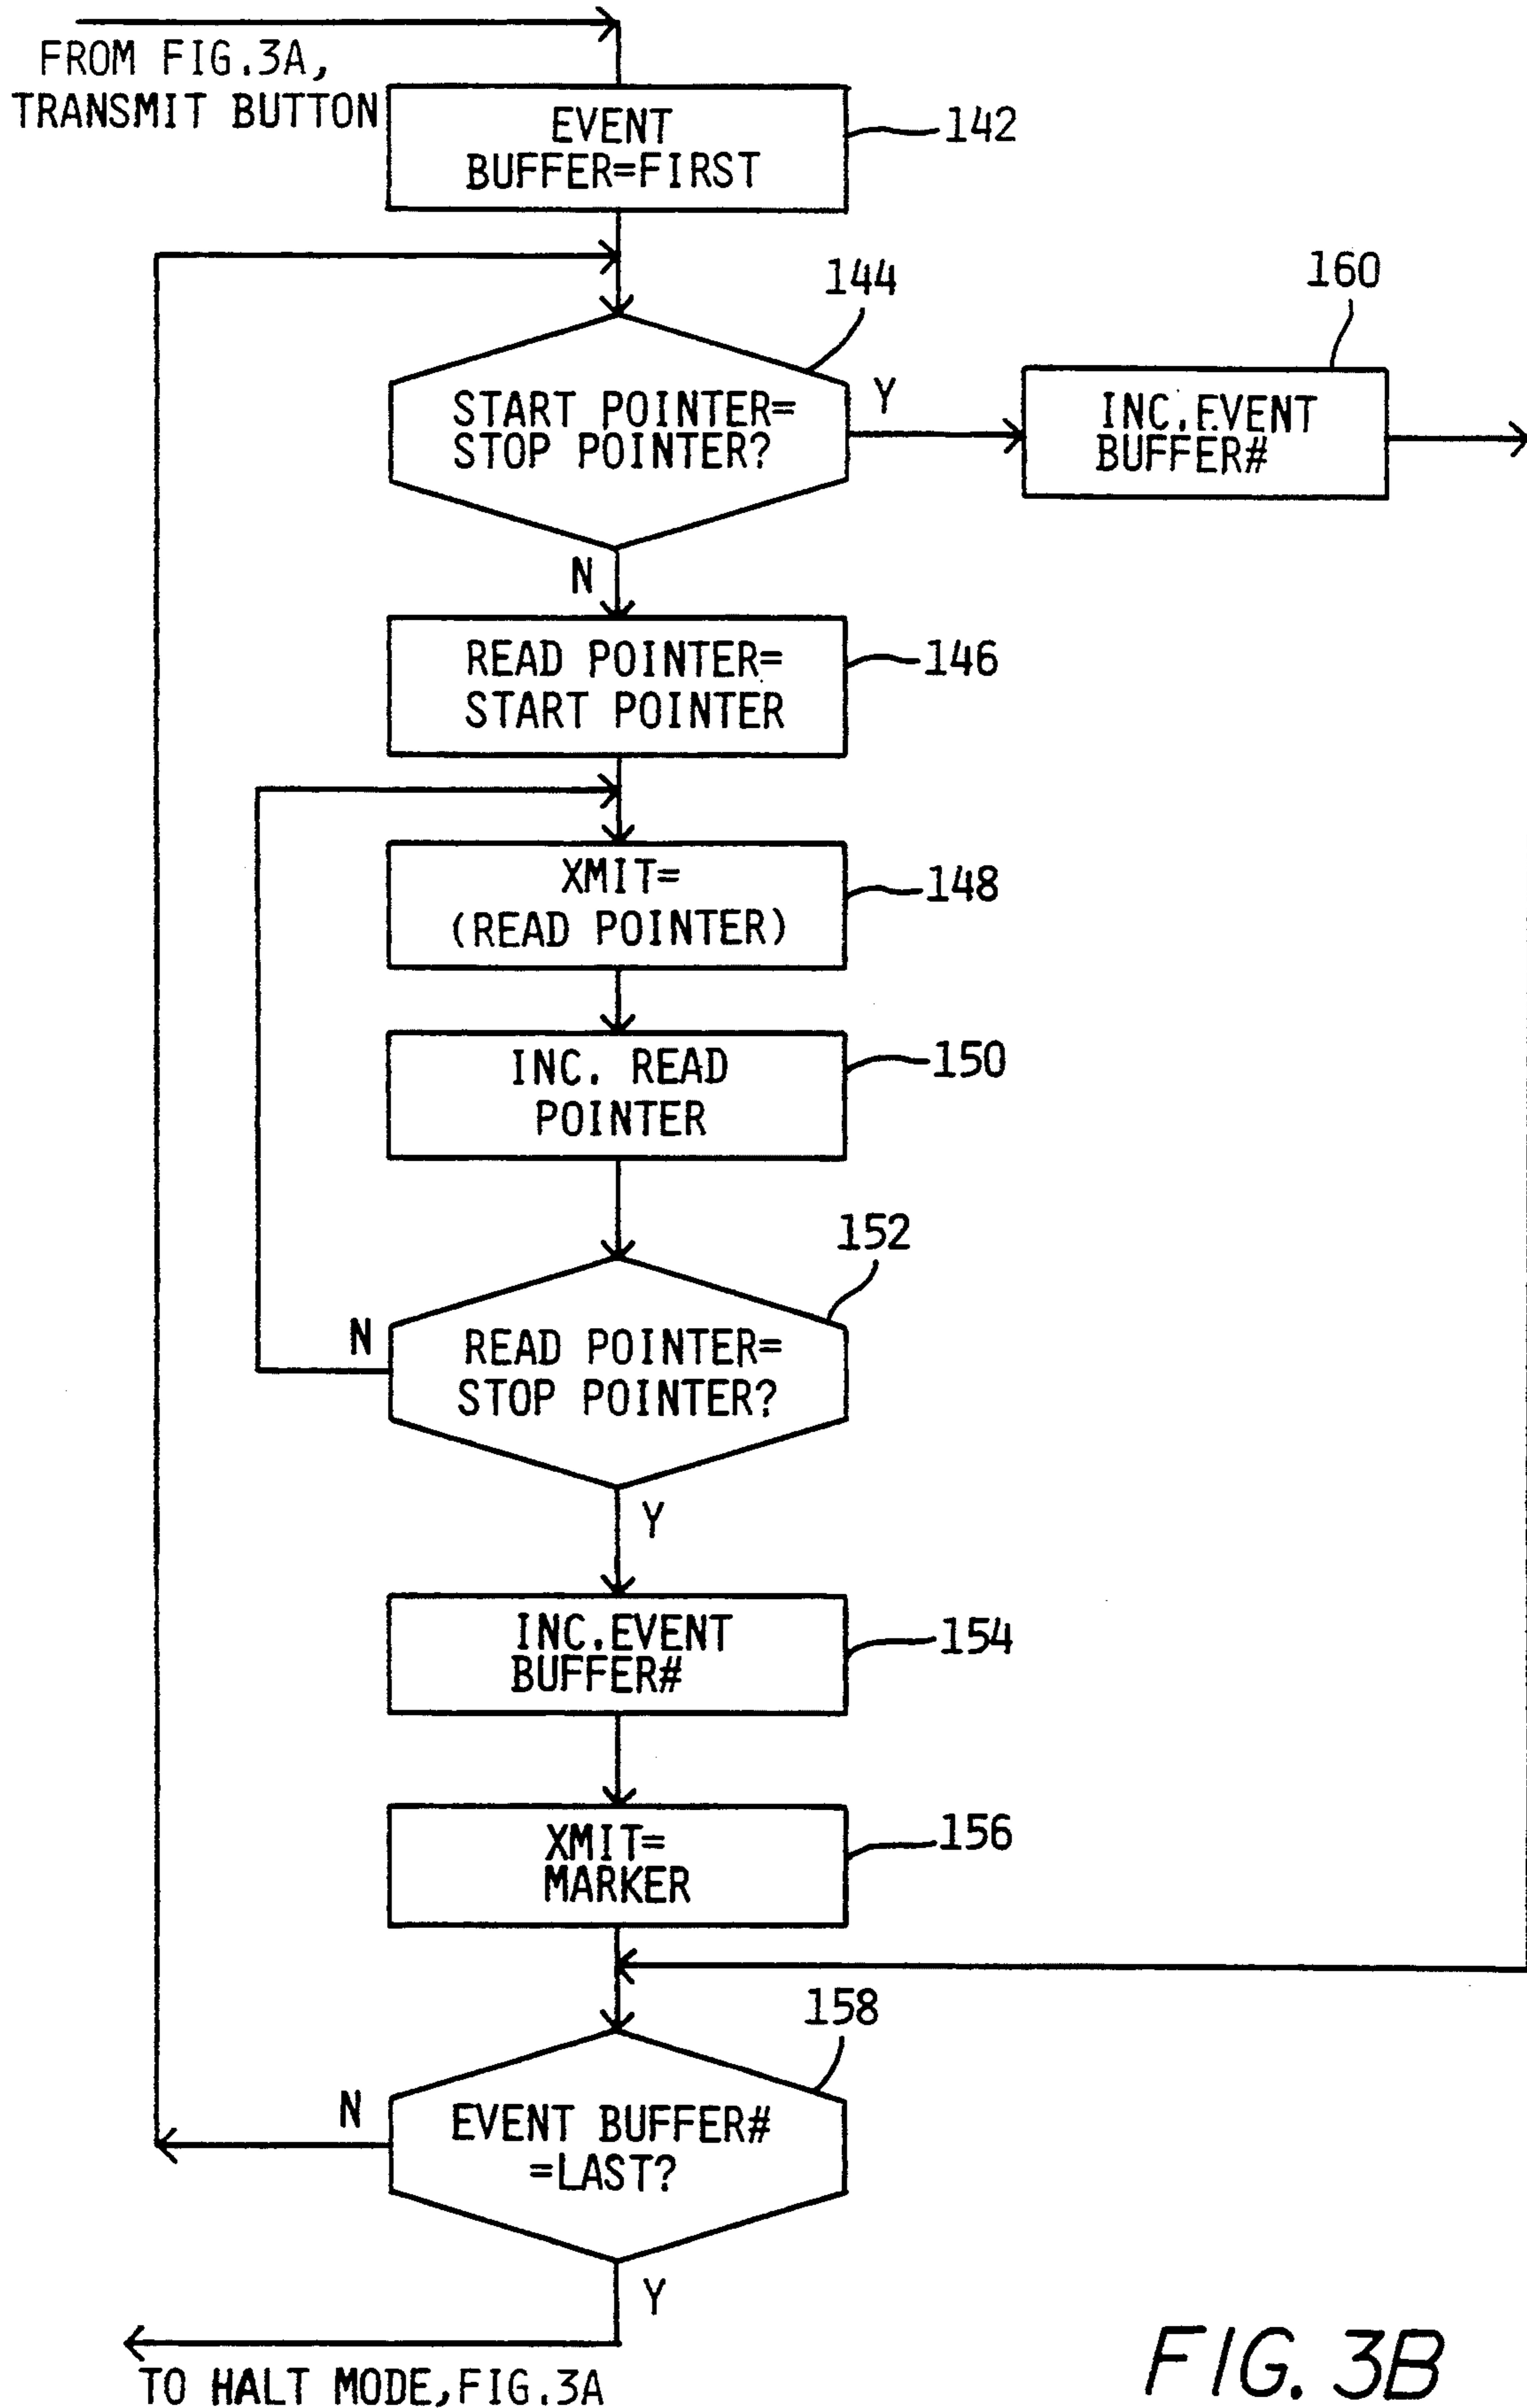 FROM FIG.3A,
TRANSMIT BUTTON
EVENT
BUFFER=FIRST
142
144
160
START POINTER=
STOP POINTER?
Y
INC.EVENT
BUFFER#
N
READ POINTER=
START POINTER
146
XMIT=
(READ POINTER)
148
INC. READ
POINTER
150
152
N
READ POINTER=
STOP POINTER?
Y
INC.EVENT
BUFFER#
154
XMIT=
MARKER
156
158
N
EVENT BUFFER#
=LAST?
Y
TO HALT MODE,FIG.3A
FIG. 3B